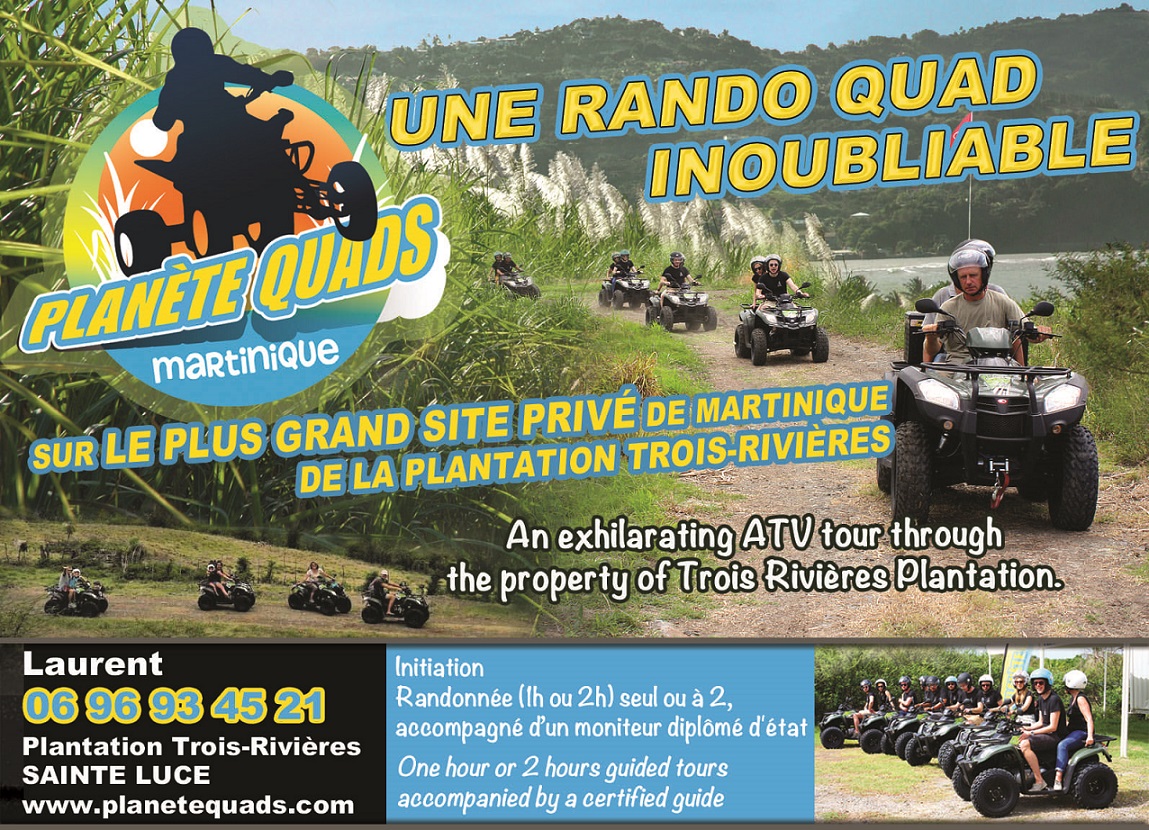 UNE RANDO QUAD
INOUBLIABLE
PLANÈTE QUADS
martinique
SUR LE PLUS GRAND SITE PRIVÉ DE MARTINIQUE
DE LA PLANTATION TROIS-RIVIÈRES
An exhilarating ATV tour through
the property of Trois Rivières Plantation.
Laurent
06 96 93 45 21
Plantation Trois-Rivières
SAINTE LUCE
www.planetequads.com
Initiation
Randonnée (1h ou 2h) seul ou à 2,
accompagné d'un moniteur diplômé d'état
One hour or 2 hours guided tours
accompanied by a certified guide